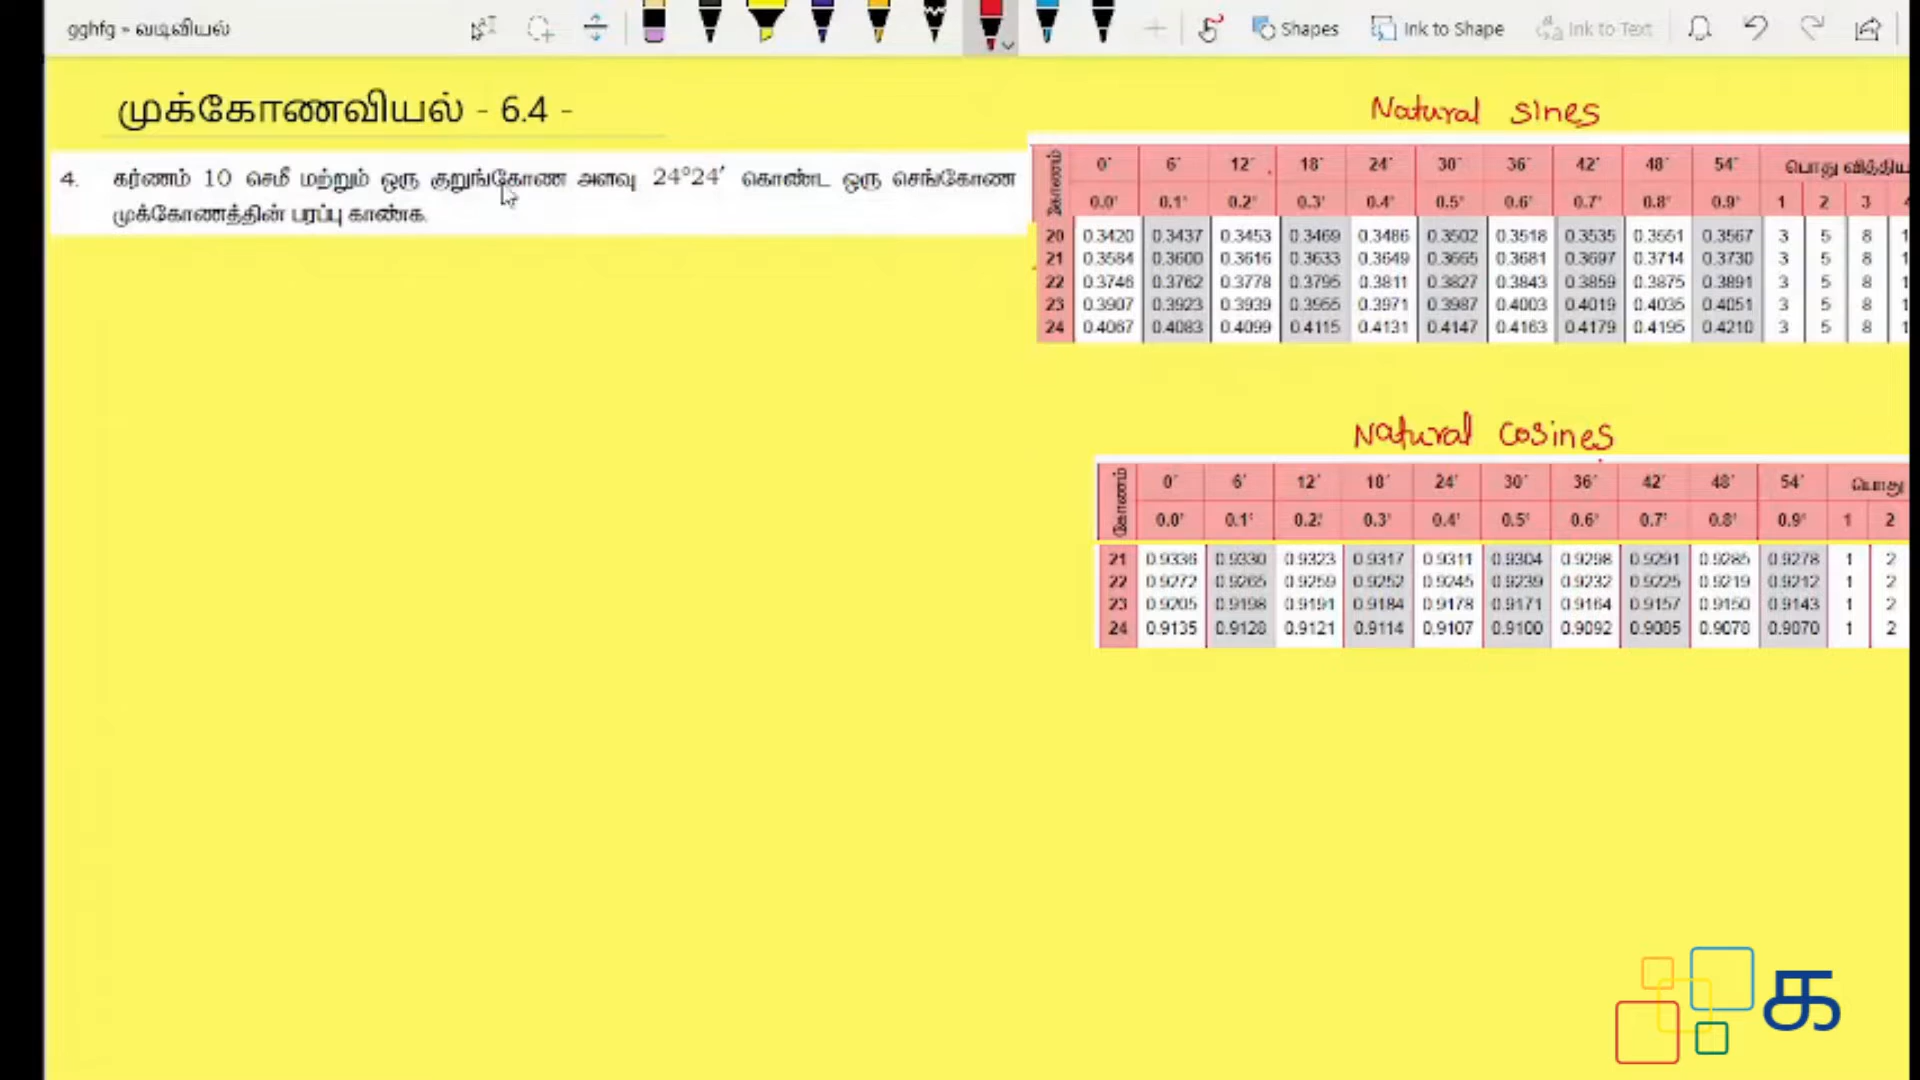 gghfg - வடிவியல்
Shapes
Ink to Shape
Ink to Text
முக்கோணவியல் - 6.4 -
4. கர்ணம் 10 செமீ மற்றும் ஒரு குறுங்கோண அளவு 24°24′ கொண்ட ஒரு செங்கோண
முக்கோணத்தின் பரப்பு காண்க.
Natural sines
கோணம் 0′ 6′ 12′ 18′ 24′ 30′ 36′ 42′ 48′ 54′
0.0° 0.1° 0.2° 0.3° 0.4° 0.5° 0.6° 0.7° 0.8° 0.9° 1 2 3
20 0.3420 0.3437 0.3453 0.3469 0.3486 0.3502 0.3518 0.3535 0.3551 0.3567 3 5 8
21 0.3584 0.3600 0.3616 0.3633 0.3649 0.3665 0.3681 0.3697 0.3714 0.3730 3 5 8
22 0.3746 0.3762 0.3778 0.3795 0.3811 0.3827 0.3843 0.3859 0.3875 0.3891 3 5 8
23 0.3907 0.3923 0.3939 0.3955 0.3971 0.3987 0.4003 0.4019 0.4035 0.4051 3 5 8
24 0.4067 0.4083 0.4099 0.4115 0.4131 0.4147 0.4163 0.4179 0.4195 0.4210 3 5 8
Natural cosines
கோணம் 0′ 6′ 12′ 18′ 24′ 30′ 36′ 42′ 48′ 54′ பொது
0.0° 0.1° 0.2° 0.3° 0.4° 0.5° 0.6° 0.7° 0.8° 0.9° 1 2
21 0.9336 0.9330 0.9323 0.9317 0.9311 0.9304 0.9298 0.9291 0.9285 0.9278 1 2
22 0.9272 0.9265 0.9259 0.9252 0.9245 0.9239 0.9232 0.9225 0.9219 0.9212 1 2
23 0.9205 0.9198 0.9191 0.9184 0.9178 0.9171 0.9164 0.9157 0.9150 0.9143 1 2
24 0.9135 0.9128 0.9121 0.9114 0.9107 0.9100 0.9092 0.9085 0.9078 0.9070 1 2
க